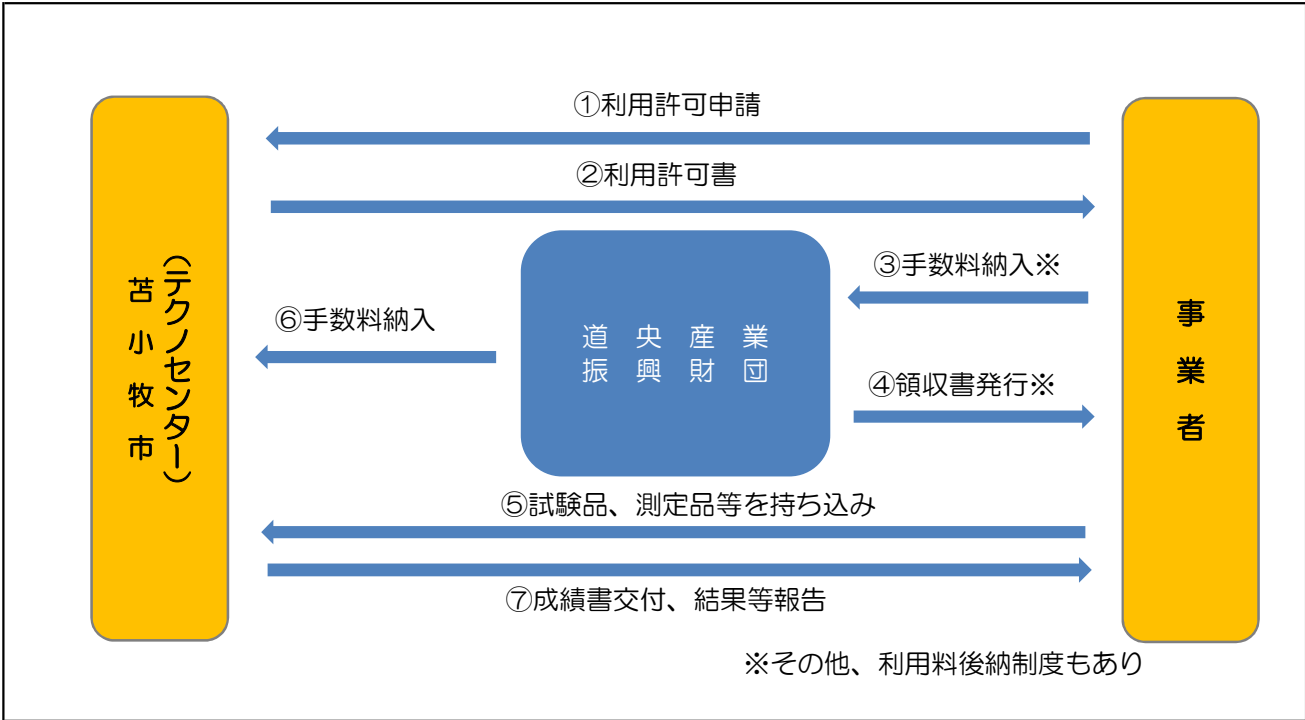 ①利用許可申請
②利用許可書
（テクノセンター）
苫小牧市
⑥手数料納入
道央産業
振興財団
③手数料納入※
④領収書発行※
事業者
⑤試験品、測定品等を持ち込み
⑦成績書交付、結果等報告
※その他、利用料後納制度もあり